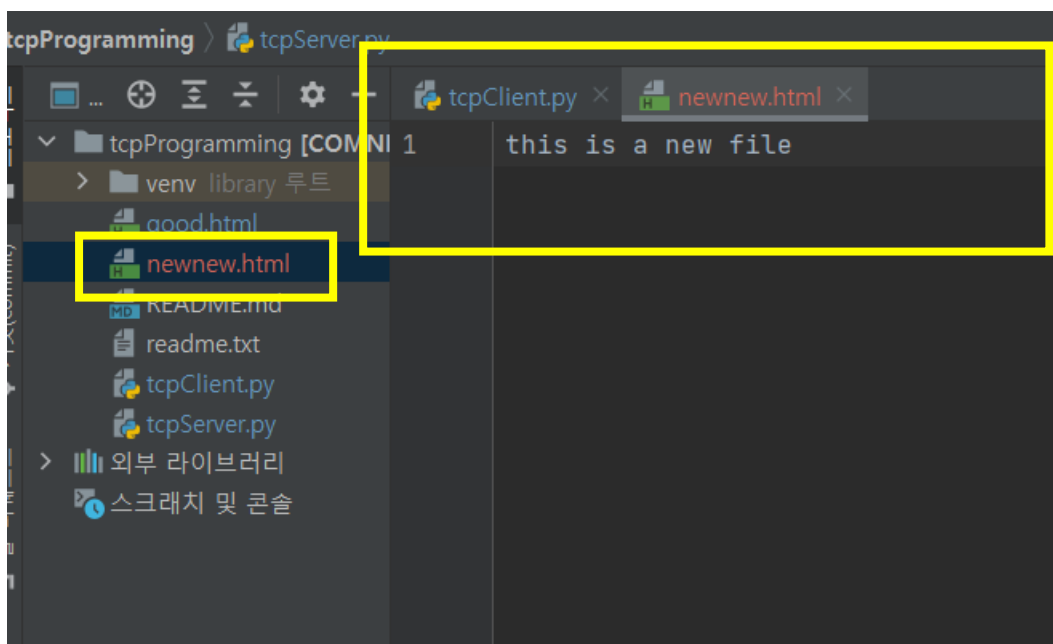 tcpProgramming 〉 tcpServer.py
...
tcpClient.py × newnew.html ×
tcpProgramming [COMN
venv library 루트
good.html
newnew.html
README.md
readme.txt
tcpClient.py
tcpServer.py
외부 라이브러리
스크래치 및 콘솔
1 this is a new file